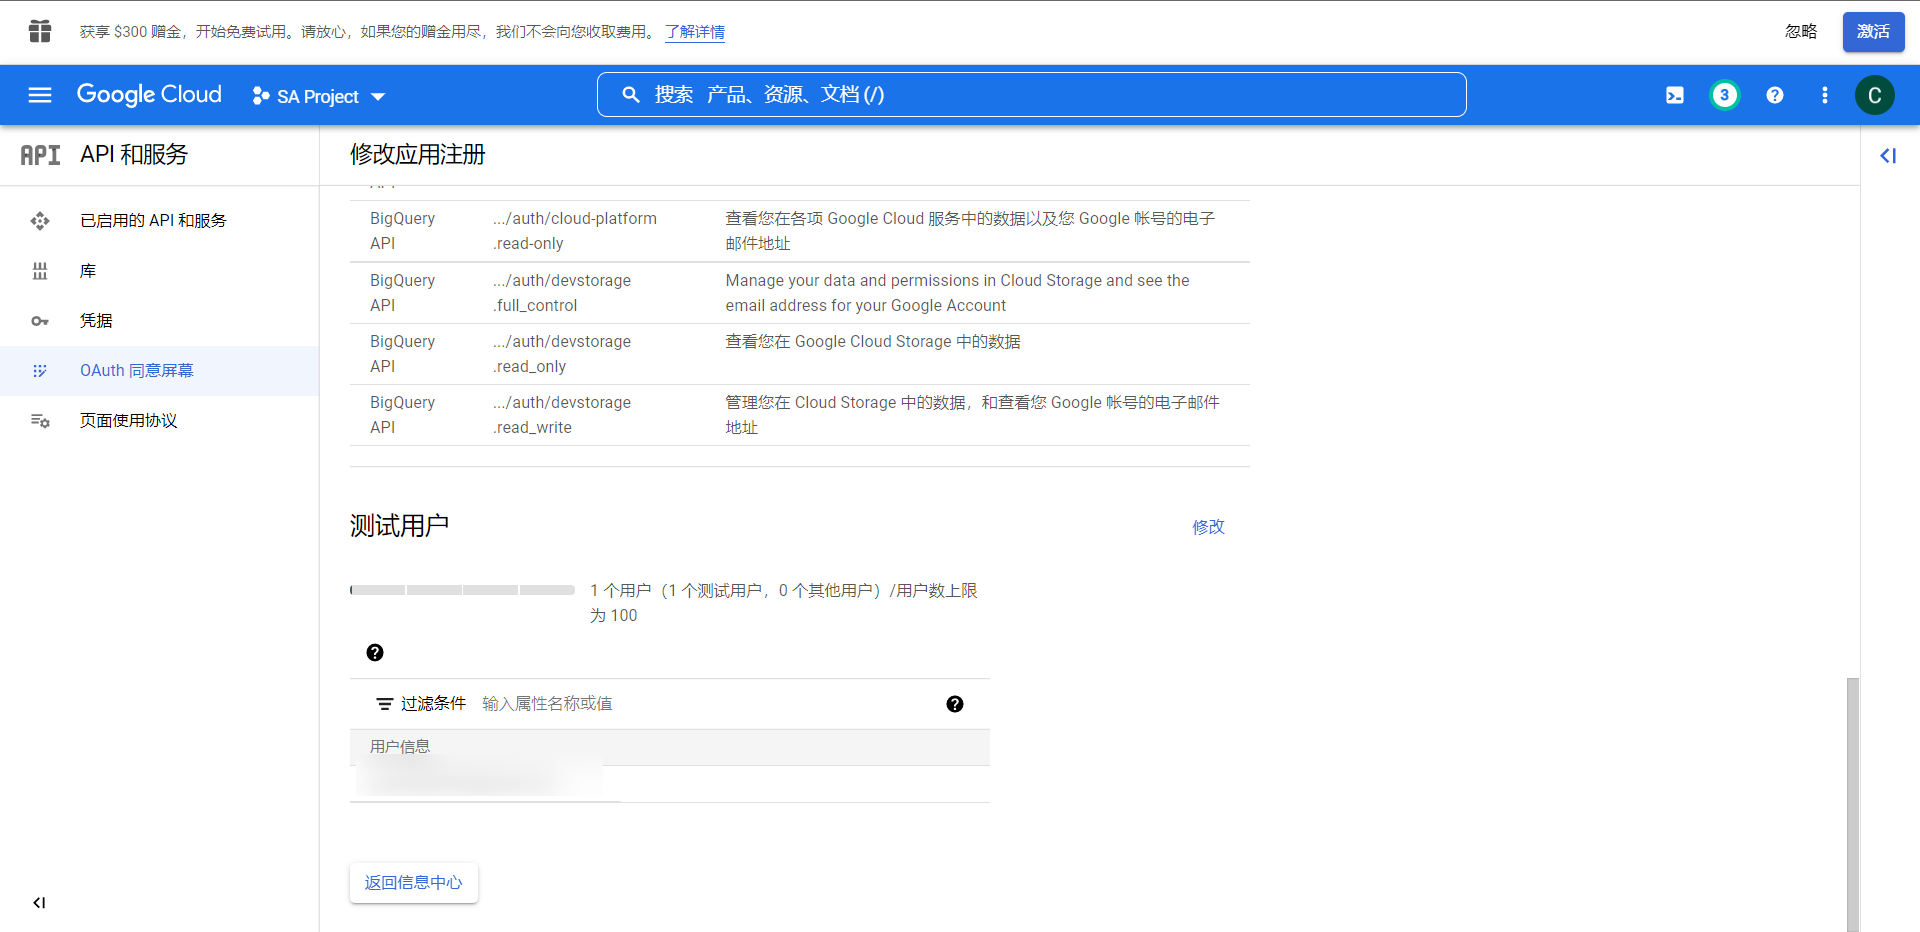 获享 $300 赠金，开始免费试用。请放心，如果您的赠金用尽，我们不会向您收取费用。 了解详情
忽略
激活
Google Cloud
SA Project
搜索 产品、资源、文档 (/)
3
C
API API 和服务
已启用的 API 和服务
库
凭据
OAuth 同意屏幕
页面使用协议
修改应用注册
BigQuery API
.../auth/cloud-platform
.read-only
查看您在各项 Google Cloud 服务中的数据以及您 Google 帐号的电子
邮件地址
BigQuery API
.../auth/devstorage
.full_control
Manage your data and permissions in Cloud Storage and see the
email address for your Google Account
BigQuery API
.../auth/devstorage
.read_only
查看您在 Google Cloud Storage 中的数据
BigQuery API
.../auth/devstorage
.read_write
管理您在 Cloud Storage 中的数据，和查看您 Google 帐号的电子邮件
地址
测试用户
修改
1 个用户（1 个测试用户，0 个其他用户）/用户数上限
为 100
过滤条件 输入属性名称或值
用户信息
返回信息中心